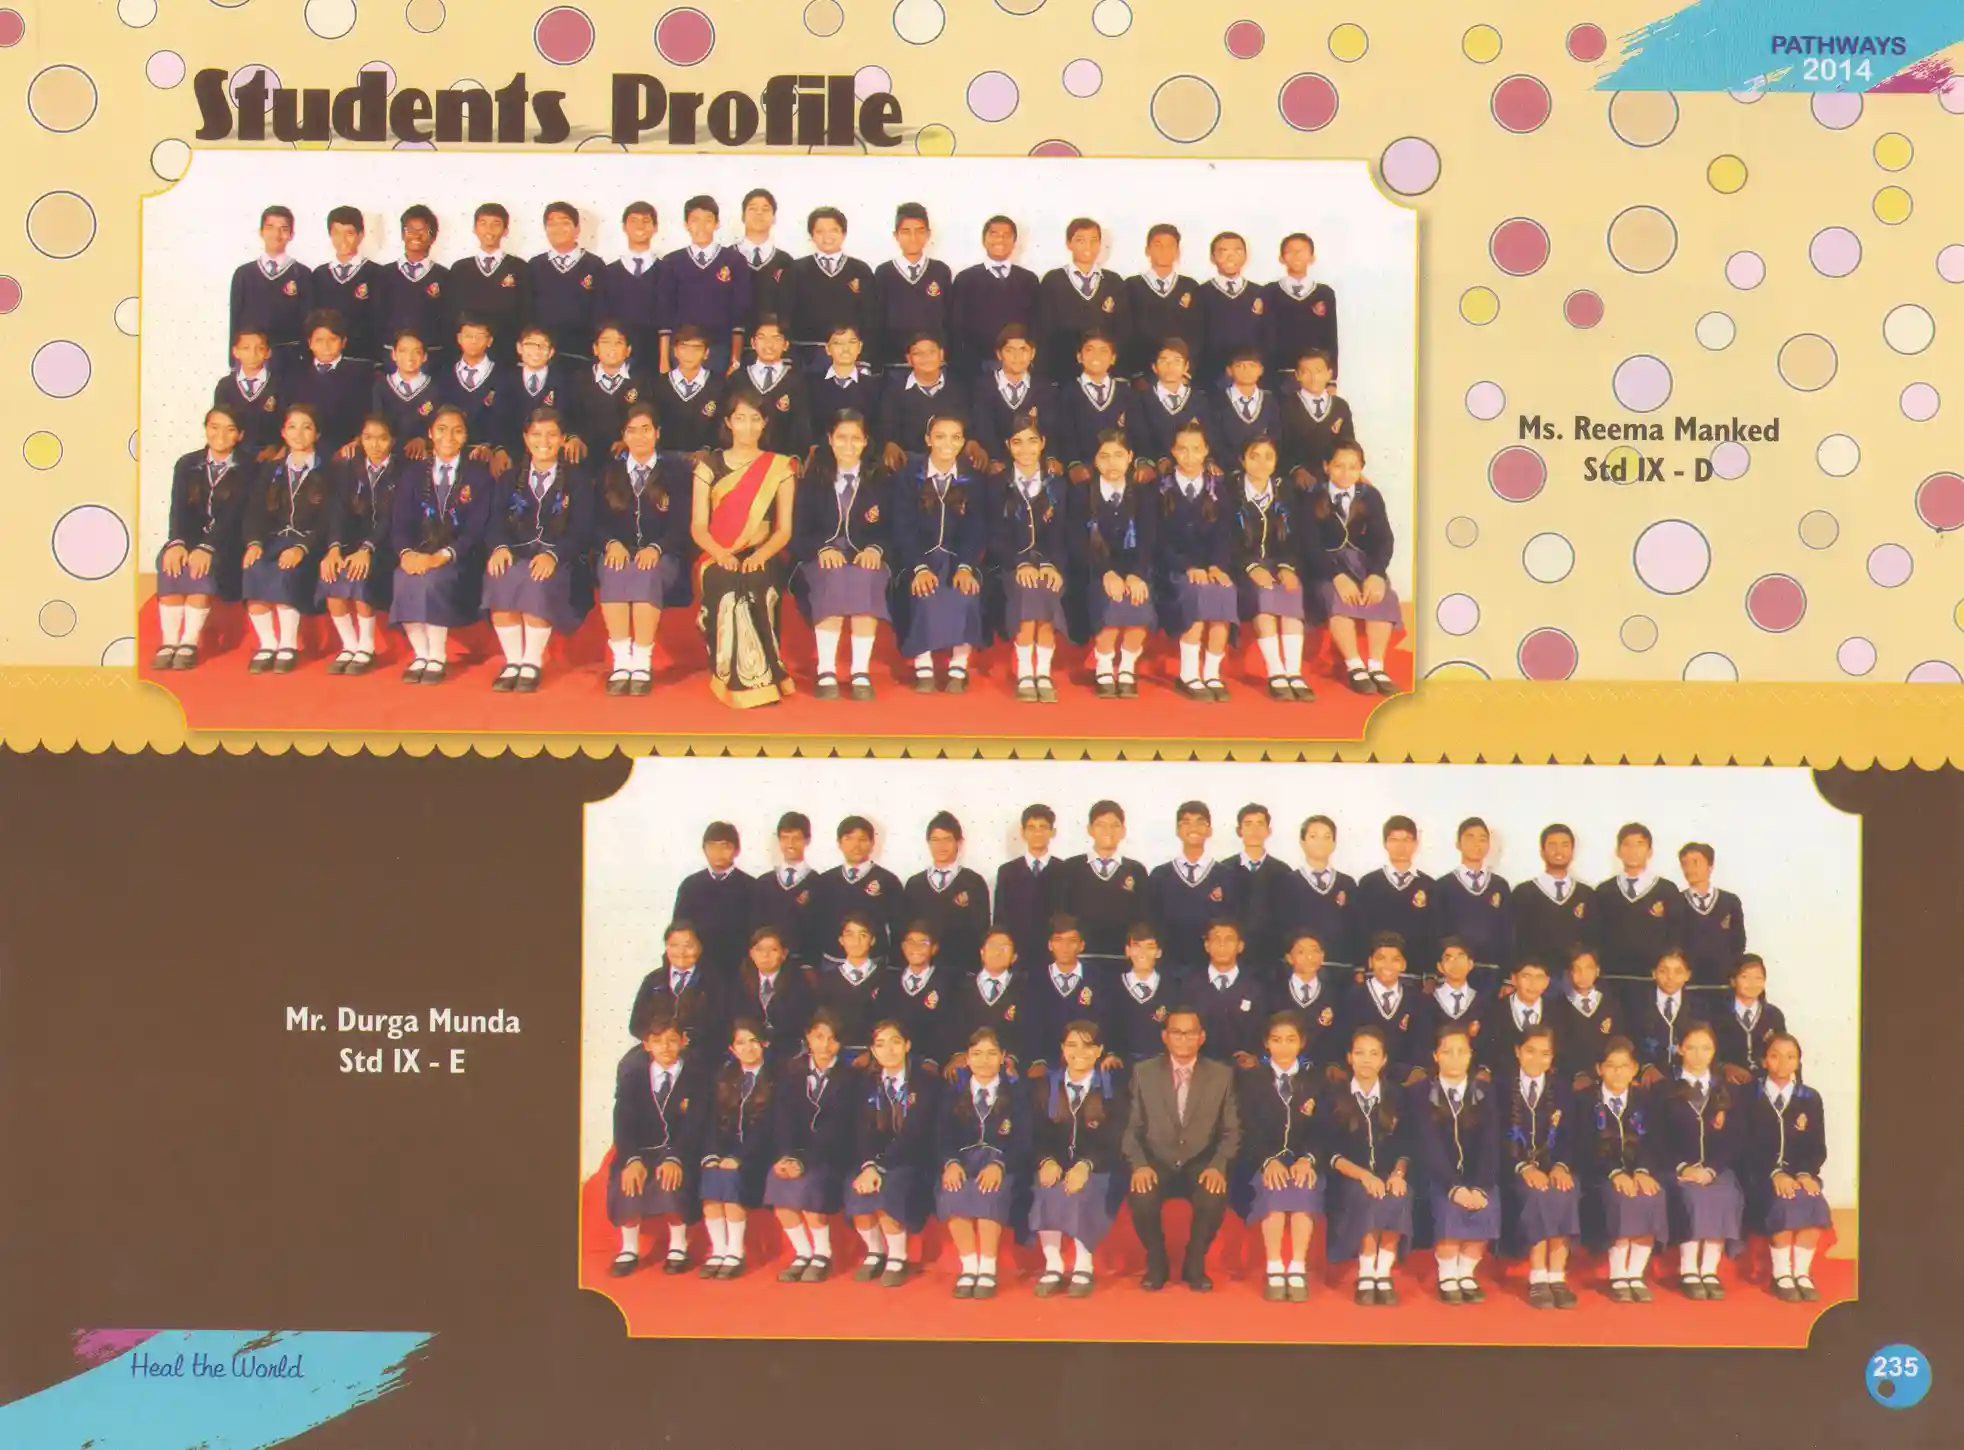 PATHWAYS
2014
Students Profile
Ms. Reema Manked
Std IX - D
Mr. Durga Munda
Std IX - E
Heal the World
235